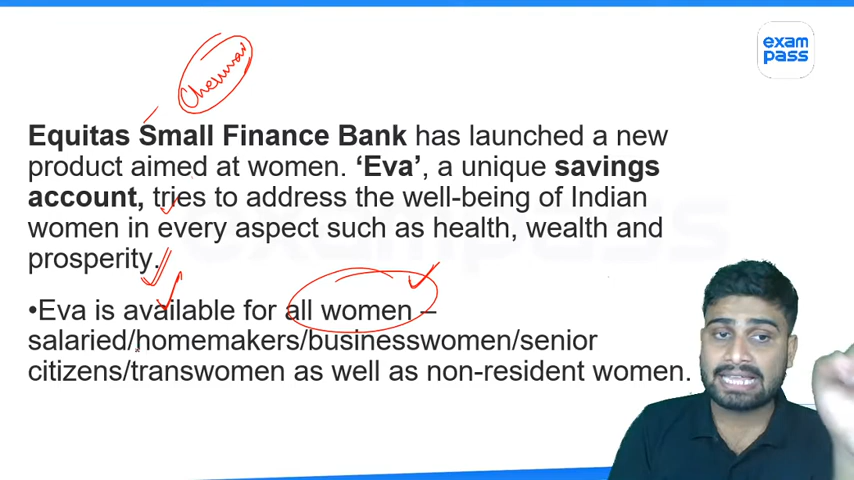 exam
pass
Chennai
Equitas Small Finance Bank has launched a new
product aimed at women. ‘Eva’, a unique savings
account, tries to address the well-being of Indian
women in every aspect such as health, wealth and
prosperity.
•Eva is available for all women –
salaried/homemakers/businesswomen/senior
citizens/transwomen as well as non-resident women.
exampass